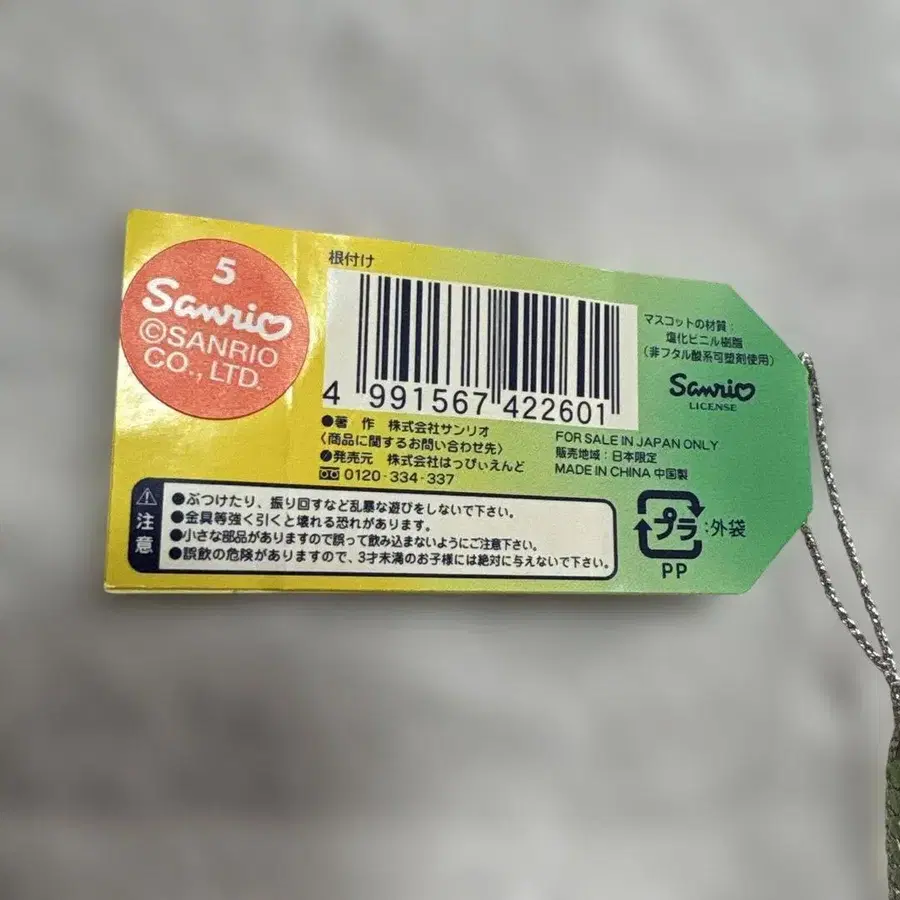 5
Sanrio
©SANRIO
CO., LTD.
根付け
4 991567 422601
●著 作 株式会社サンリオ
〈商品に関するお問い合わせ先〉
●発売元 株式会社はっぴぃえんど
0120-334-337
マスコットの材質:
塩化ビニル樹脂
(非フタル酸系可塑剤使用)
Sanrio
LICENSE
FOR SALE IN JAPAN ONLY
販売地域:日本限定
MADE IN CHINA 中国製
注意
●ぶつけたり、振り回すなど乱暴な遊びをしないで下さい。
●金具等強く引くと壊れる恐れがあります。
●小さな部品がありますので誤って飲み込まないようにご注意下さい。
●誤飲の危険がありますので、3才未満のお子様には絶対に与えないで下さい。
プラ:外袋
PP